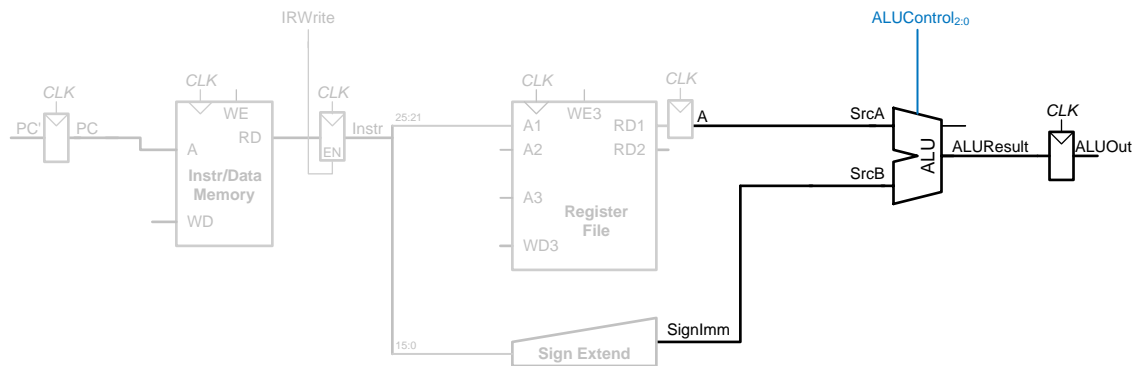 IRWrite
ALUControl2:0
CLK
CLK
CLK
CLK
CLK
CLK
PC'
PC
WE
RD
A
Instr/Data
Memory
WD
EN
Instr
25:21
A1
A2
A3
WD3
WE3
RD1
RD2
Register
File
A
SrcA
SrcB
ALU
ALUResult
ALUOut
SignImm
15:0
Sign Extend